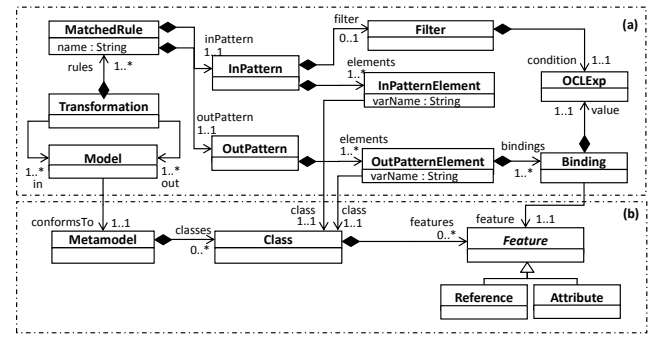 filter
(a)
MatchedRule
Filter
name : String
inPattern
0..1
1..1
elements
condition
1..1
rules
1..*
InPattern
1..*
InPatternElement
OCLExp
varName : String
Transformation
outPattern
1..1
value
1..1
elements
bindings
OutPattern
1..*
OutPatternElement
Binding
Model
varName : String
1..*
1..*
1..*
in
out
class
class
(b)
conformsTo
1..1
1..1
1..1
features
feature
1..1
Metamodel
classes
Class
Feature
0..*
0..*
Reference
Attribute